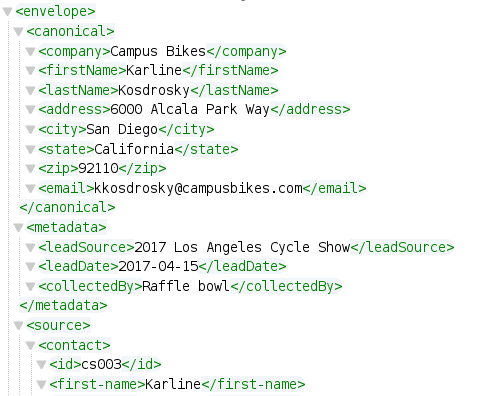 <envelope>
<canonical>
<company>Campus Bikes</company>
<firstName>Karline</firstName>
<lastName>Kosdrosky</lastName>
<address>6000 Alcala Park Way</address>
<city>San Diego</city>
<state>California</state>
<zip>92110</zip>
<email>kkosdrosky@campusbikes.com</email>
</canonical>
<metadata>
<leadSource>2017 Los Angeles Cycle Show</leadSource>
<leadDate>2017-04-15</leadDate>
<collectedBy>Raffle bowl</collectedBy>
</metadata>
<source>
<contact>
<id>cs003</id>
<first-name>Karline</first-name>